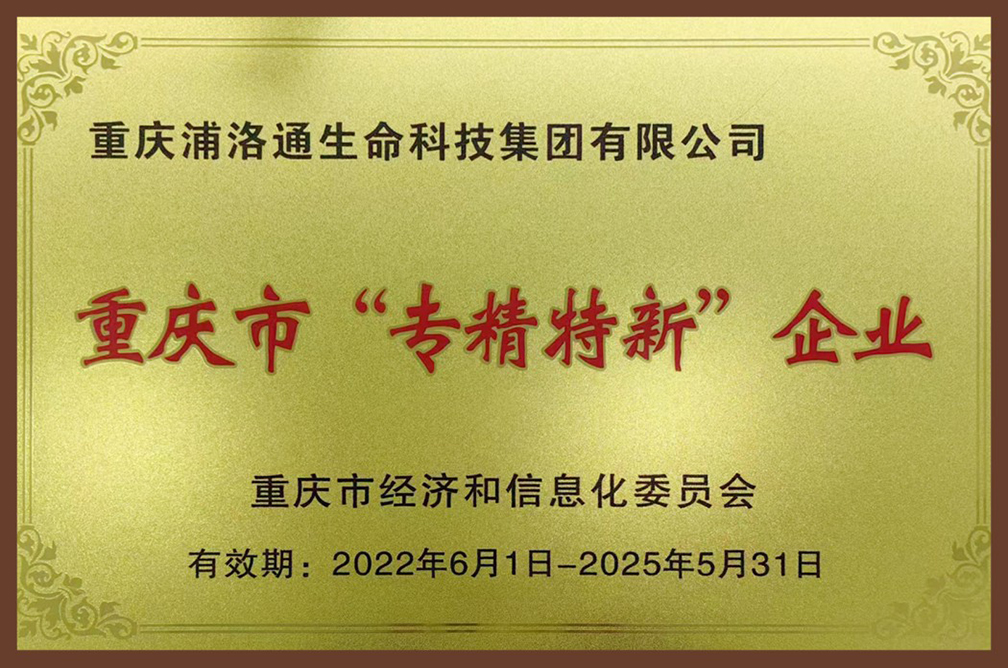 重庆浦洛通生命科技集团有限公司
重庆市“专精特新”企业
重庆市经济和信息化委员会
有效期：2022年6月1日-2025年5月31日